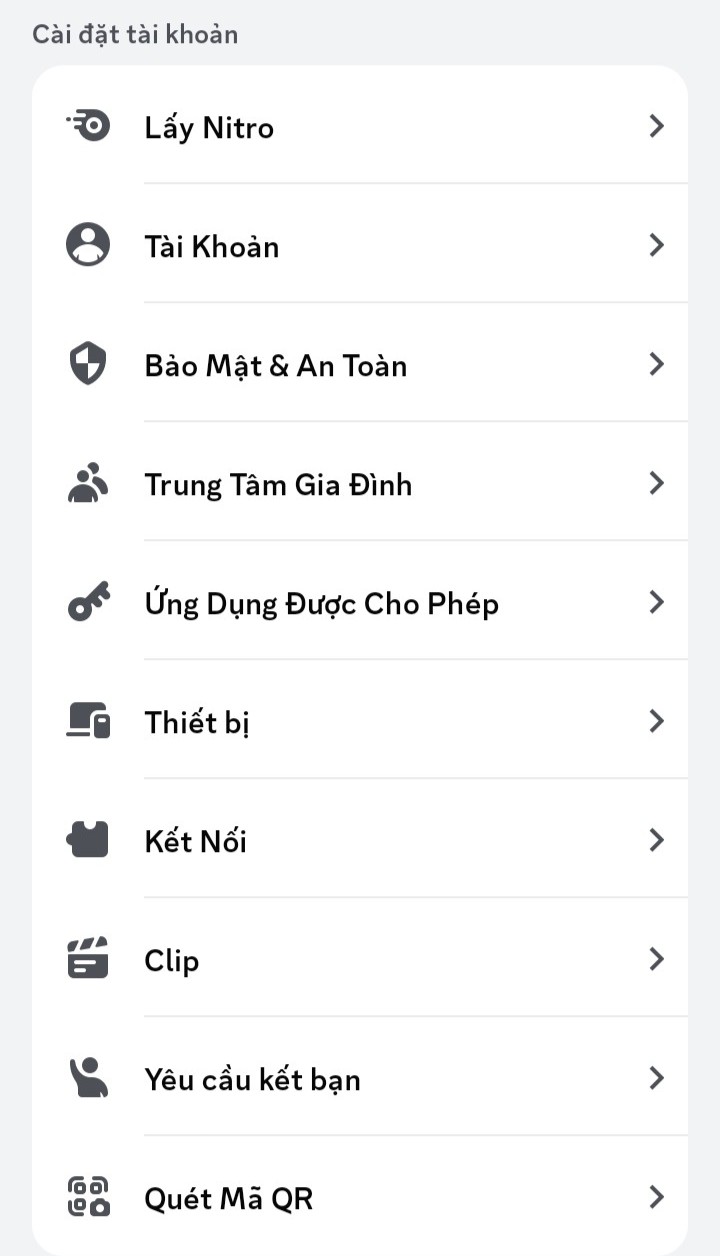 Cài đặt tài khoản
Lấy Nitro
Tài Khoản
Bảo Mật & An Toàn
Trung Tâm Gia Đình
Ứng Dụng Được Cho Phép
Thiết bị
Kết Nối
Clip
Yêu cầu kết bạn
Quét Mã QR